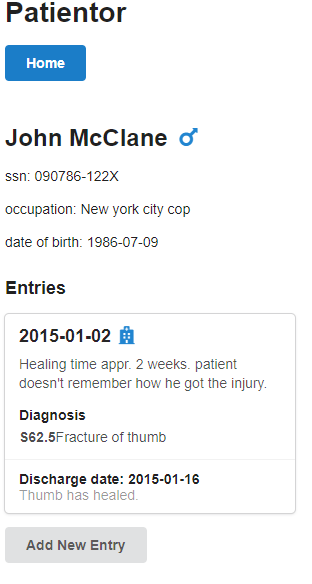 Patientor
Home
John McClane
ssn: 090786-122X
occupation: New york city cop
date of birth: 1986-07-09
Entries
2015-01-02
Healing time appr. 2 weeks. patient
doesn't remember how he got the injury.
Diagnosis
S62.5Fracture of thumb
Discharge date: 2015-01-16
Thumb has healed.
Add New Entry